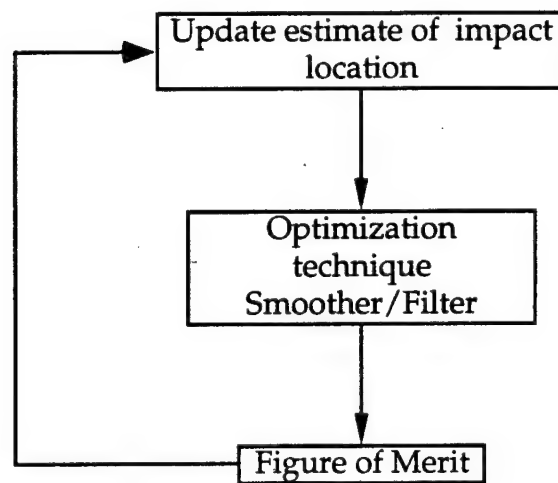 Update estimate of impact
location
Optimization
technique
Smoother/Filter
Figure of Merit